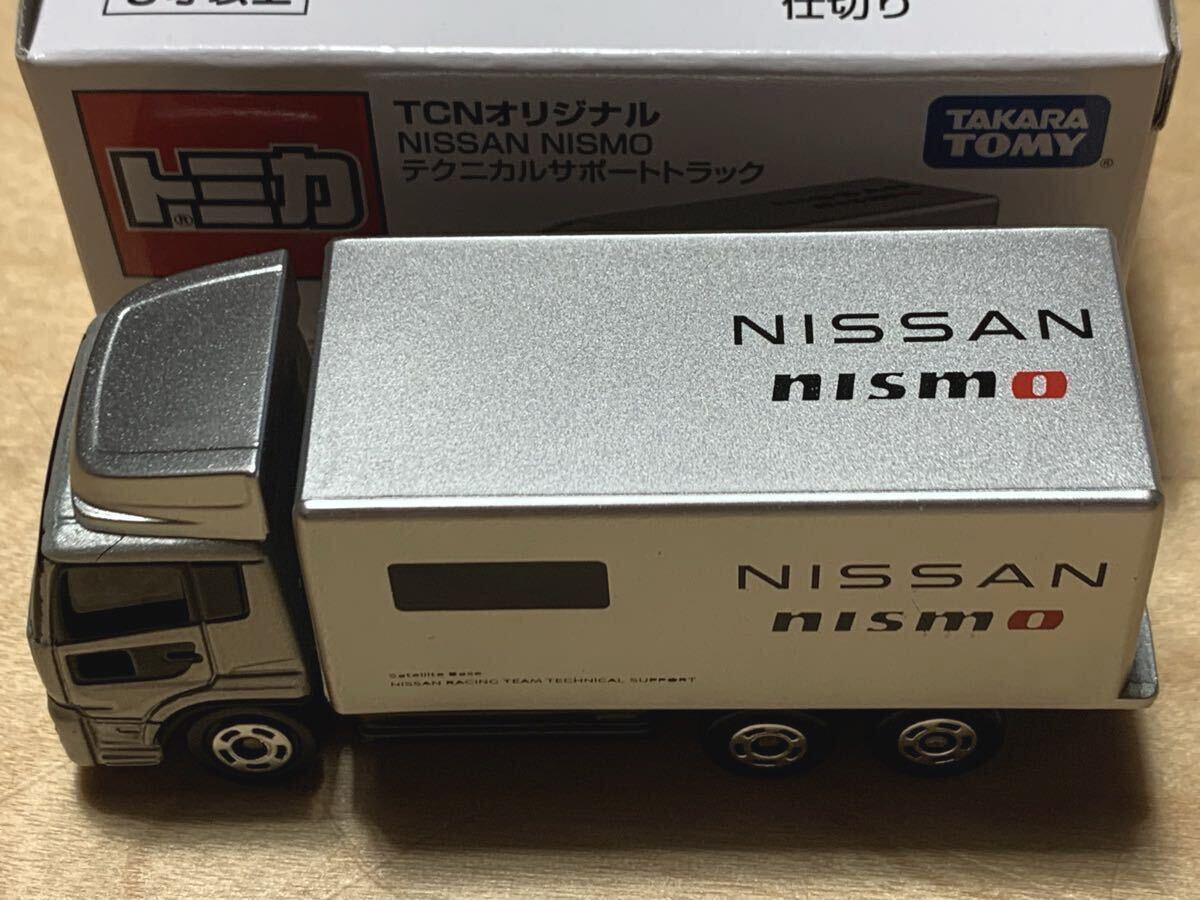 仕切り
トミカ
®
TCNオリジナル
NISSAN NISMO
テクニカルサポートトラック
TAKARA
TOMY
®
NISSAN
nismo
NISSAN
nismo
Satellite Base
NISSAN RACING TEAM TECHNICAL SUPPORT